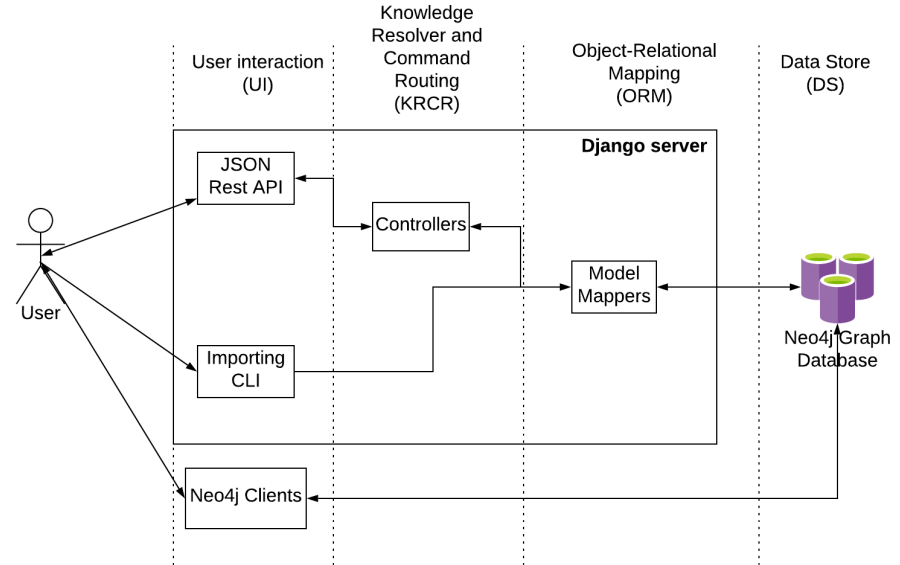 User interaction
(UI)
Knowledge
Resolver and
Command
Routing
(KRCR)
Object-Relational
Mapping
(ORM)
Data Store
(DS)
Django server
JSON
Rest API
Controllers
Model
Mappers
User
Importing
CLI
Neo4j Graph
Database
Neo4j Clients